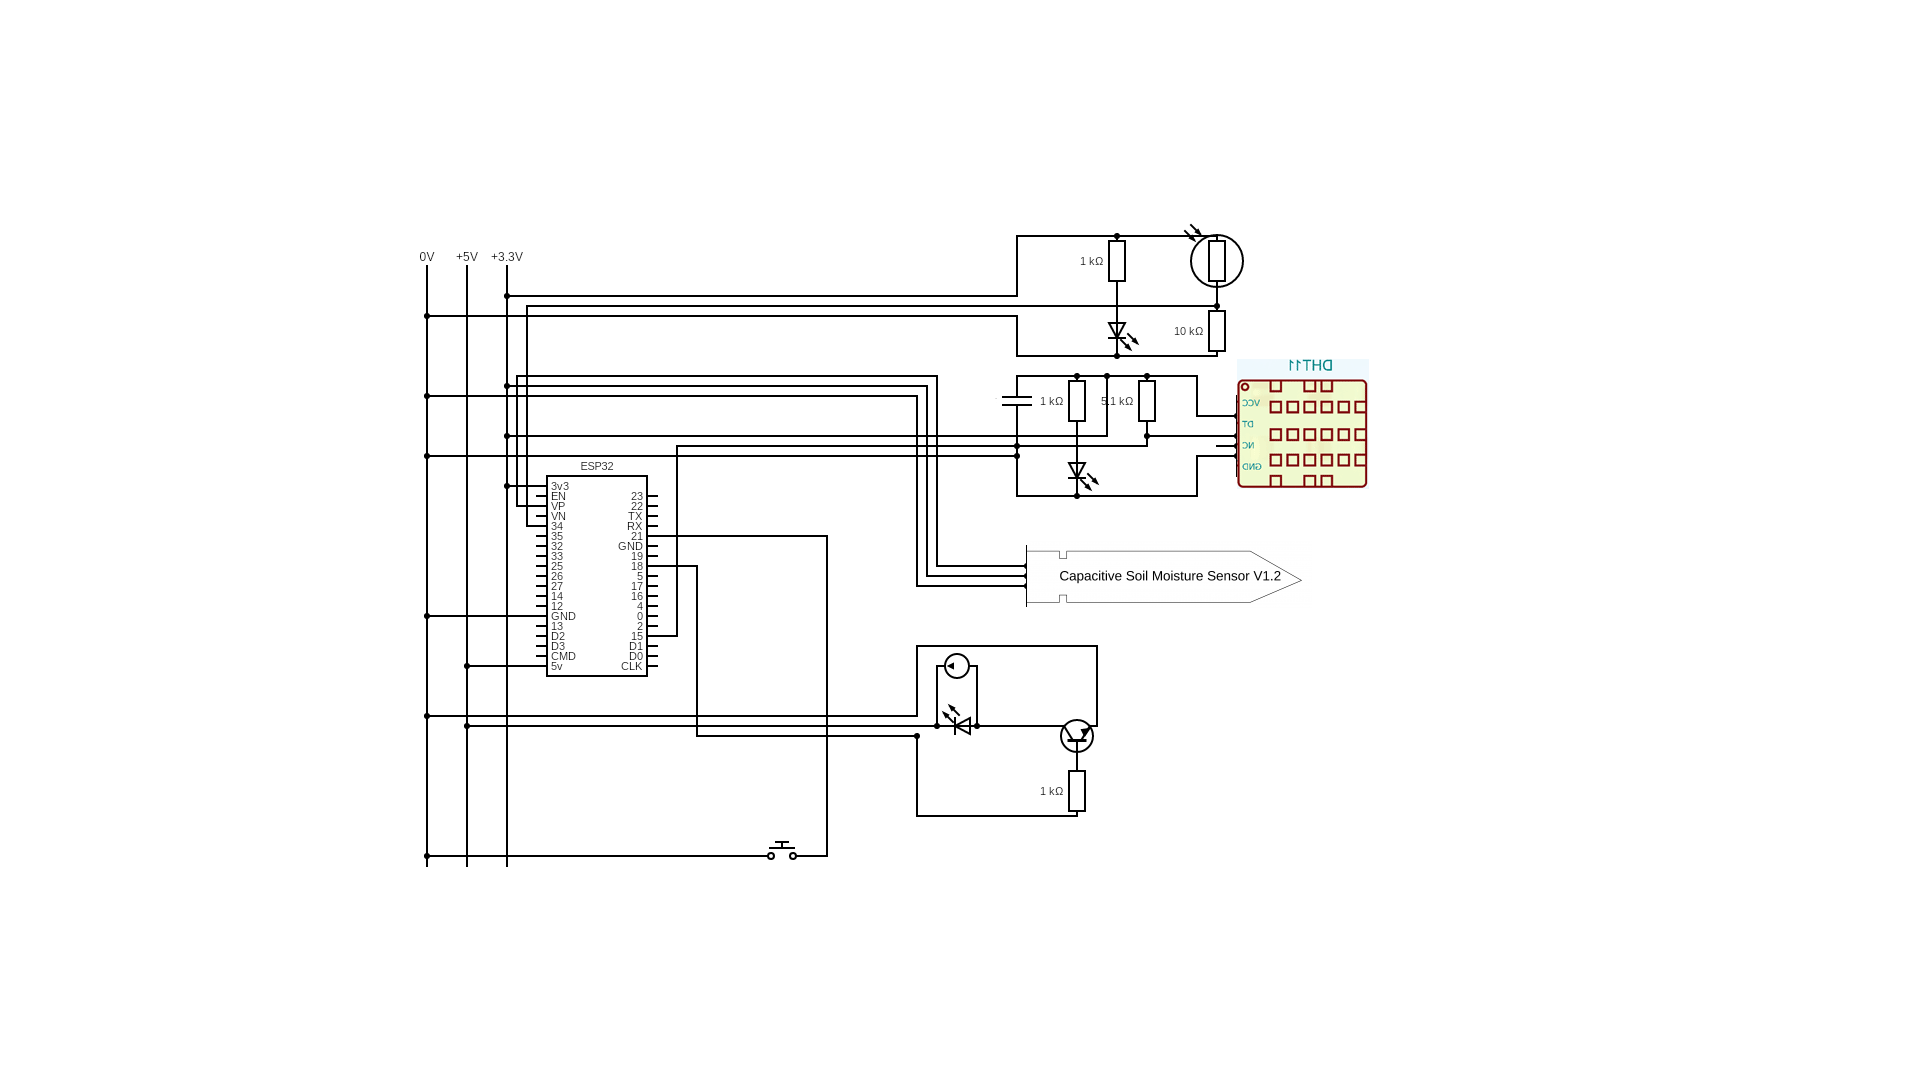 0V +5V +3.3V
1 kΩ
10 kΩ
DHT11
1 kΩ
5.1 kΩ
VCC
DT
NC
GND
ESP32
3v3
EN 23
VP 22
VN TX
34 RX
35 21
32 GND
33 19
25 18
26 5
27 17
14 16
12 4
GND 0
13 2
D2 15
D3 D1
CMD D0
5v CLK
Capacitive Soil Moisture Sensor V1.2
1 kΩ